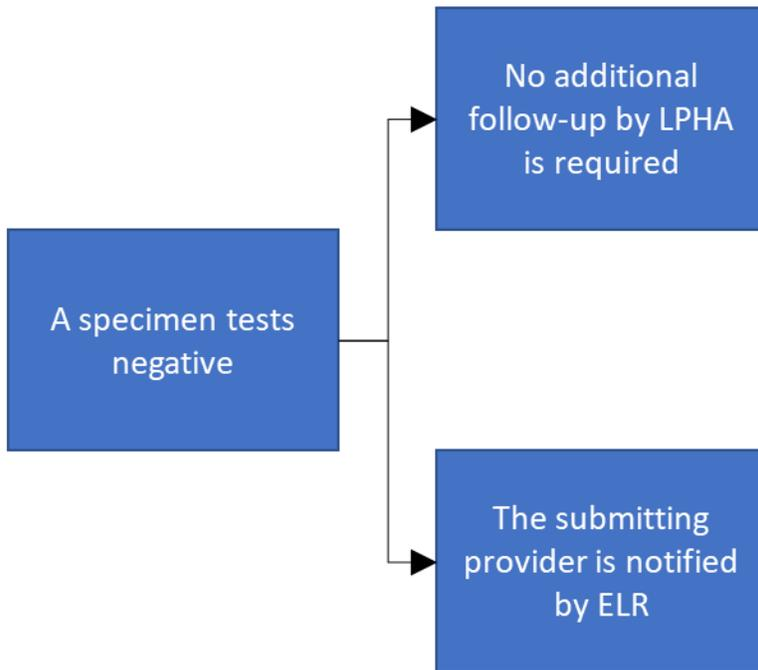 No additional
follow-up by LPHA
is required
A specimen tests
negative
The submitting
provider is notified
by ELR